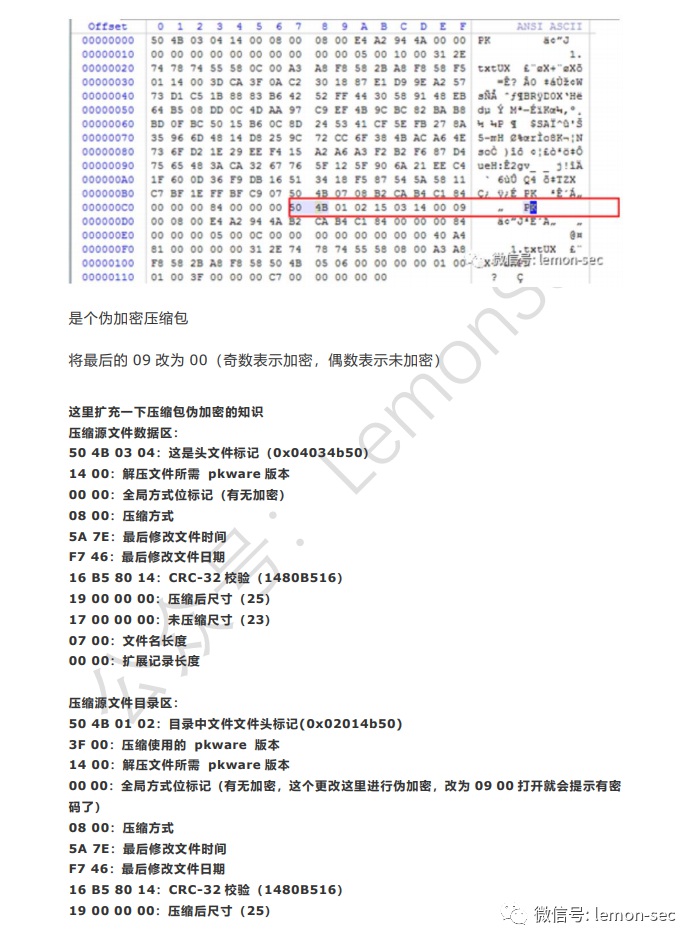 Offset 0 1 2 3 4 5 6 7 8 9 A B C D E F ANSI ASCII
00000000 50 4B 03 04 14 00 08 00 08 00 E4 A2 94 4A 00 00 PK
00000010 00 00 00 00 00 00 00 00 00 00 05 00 10 00 31 2E 1.
00000020 74 78 74 55 58 0C 00 A3 A8 F8 58 2B A8 F8 58 F5
00000030 01 14 00 3D CA 3F 0A C2 30 18 87 E1 D9 9E A2 57
00000040 73 D1 C5 1B 88 83 B6 42 52 FF 44 30 58 91 48 EB
00000050 64 B5 08 DD 0C 4D AA 97 C9 EF 4B 9C BC 82 BA B8
00000060 BD 0F BC 50 15 B6 0C 8D 24 53 41 CF 5E FB 27 8A
00000070 35 96 6D 48 14 D8 25 9C 72 CC 6F 38 4B AC A6 4E
00000080 73 6F D2 1E 29 EE F4 15 A2 A6 A3 F2 B2 F6 87 D4
00000090 75 65 48 3A CA 32 67 76 5F 12 5F 90 6A 21 EE C4
000000A0 1F 60 0D 36 F9 DB 16 51 34 18 F5 87 54 5A 58 11
000000B0 C7 BF 1E FF BF C9 07 50 4B 07 08 B2 CA B4 C1 84
000000C0 00 00 00 84 00 00 00 50 4B 01 02 15 03 14 00 09 PK
000000D0 00 08 00 E4 A2 94 4A B2 CA B4 C1 84 00 00 00 84
000000E0 00 00 00 05 00 0C 00 00 00 00 00 00 00 00 40 A4
000000F0 81 00 00 00 00 31 2E 74 78 74 55 58 08 00 A3 A8
00000100 F8 58 2B A8 F8 58 50 4B 05 06 00 00 00 00 01 00
00000110 01 00 3F 00 00 00 C7 00 00 00 00 00
微信号: lemon-sec
是个伪加密压缩包
将最后的 09 改为 00（奇数表示加密，偶数表示未加密）
这里扩充一下压缩包伪加密的知识
压缩源文件数据区：
50 4B 03 04：这是头文件标记（0x04034b50）
14 00：解压文件所需 pkware 版本
00 00：全局方式位标记（有无加密）
08 00：压缩方式
5A 7E：最后修改文件时间
F7 46：最后修改文件日期
16 B5 80 14：CRC-32 校验（1480B516）
19 00 00 00：压缩后尺寸（25）
17 00 00 00：未压缩尺寸（23）
07 00：文件名长度
00 00：扩展记录长度
压缩源文件目录区：
50 4B 01 02：目录中文件文件头标记(0x02014b50)
3F 00：压缩使用的 pkware 版本
14 00：解压文件所需 pkware 版本
00 00：全局方式位标记（有无加密，这个更改这里进行伪加密，改为 09 00 打开就会提示有密
码了）
08 00：压缩方式
5A 7E：最后修改文件时间
F7 46：最后修改文件日期
16 B5 80 14：CRC-32 校验（1480B516）
19 00 00 00：压缩后尺寸（25）
公众号：LemonS
微信号: lemon-sec